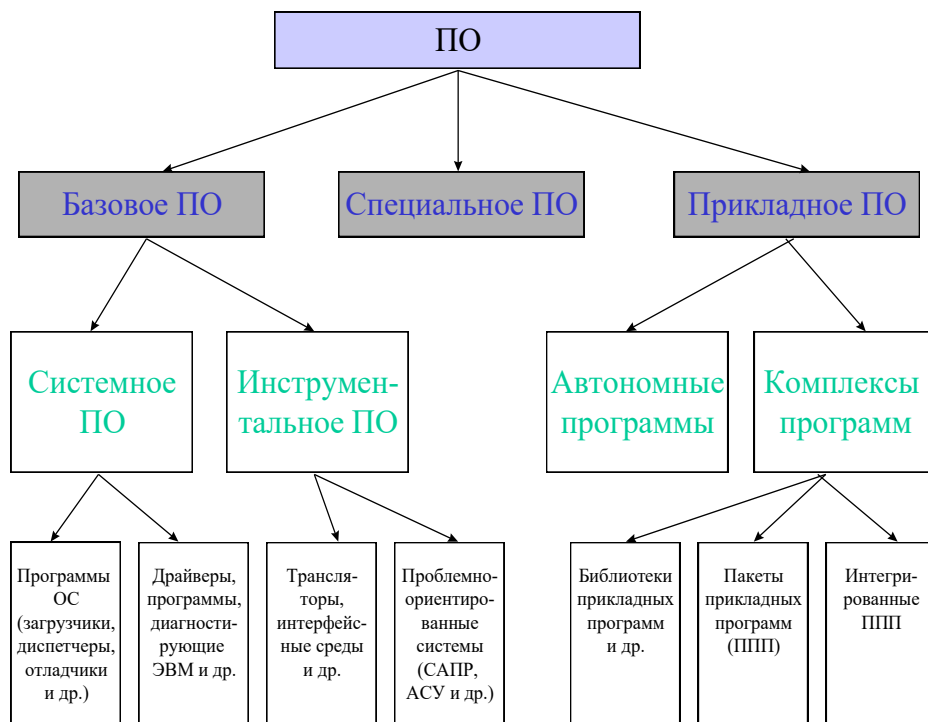 ПО
Базовое ПО
Специальное ПО
Прикладное ПО
Системное
ПО
Инструмен-
тальное ПО
Автономные
программы
Комплексы
программ
Программы
ОС
(загрузчики,
диспетчеры,
отладчики
и др.)
Драйверы,
программы,
диагности-
рующие
ЭВМ и др.
Трансля-
торы,
интерфейс-
ные среды
и др.
Проблемно-
ориентиро-
ванные
системы
(САПР,
АСУ и др.)
Библиотеки
прикладных
программ
и др.
Пакеты
прикладных
программ
(ППП)
Интегри-
рованные
ППП